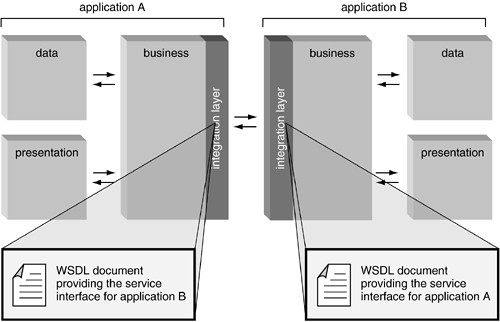 application A
application B
data
business
integration layer
integration layer
business
data
presentation
presentation
WSDL document
providing the service
interface for application B
WSDL document
providing the service
interface for application A